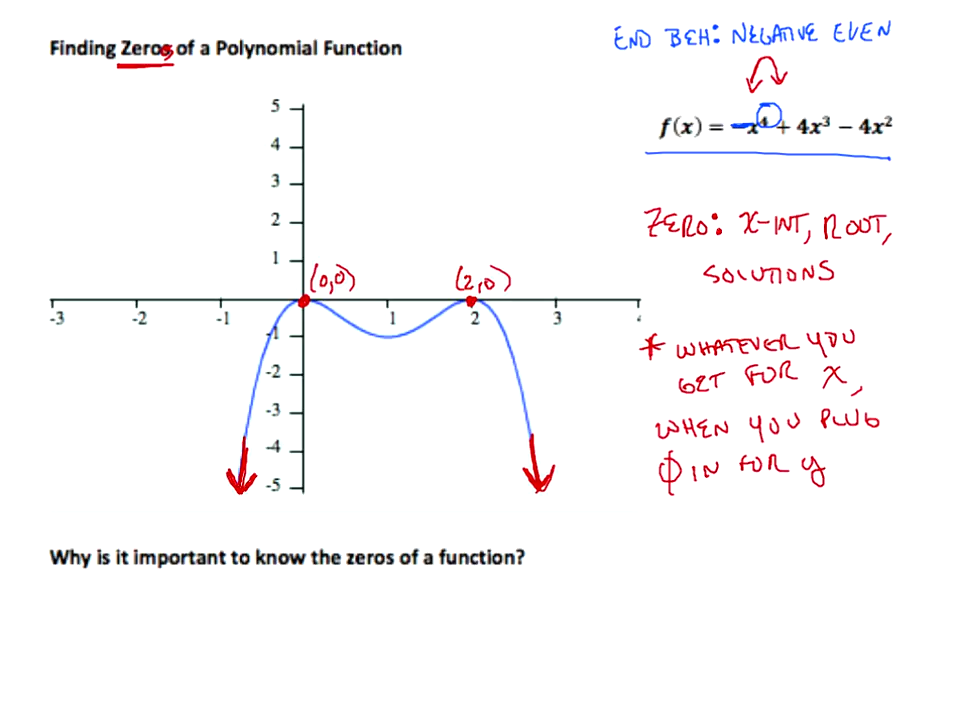 Finding Zeros of a Polynomial Function
END BEH: NEGATIVE EVEN
f(x) = −x⁴ + 4x³ − 4x²
5
4
3
2
1
ZERO: X-INT, ROOT,
SOLUTIONS
(0,0) (2,0)
-3 -2 -1 1 2 3
-1
-2
-3
-4
-5
* WHATEVER YOU
GET FOR X,
WHEN YOU PLUG
0 IN FOR y
Why is it important to know the zeros of a function?